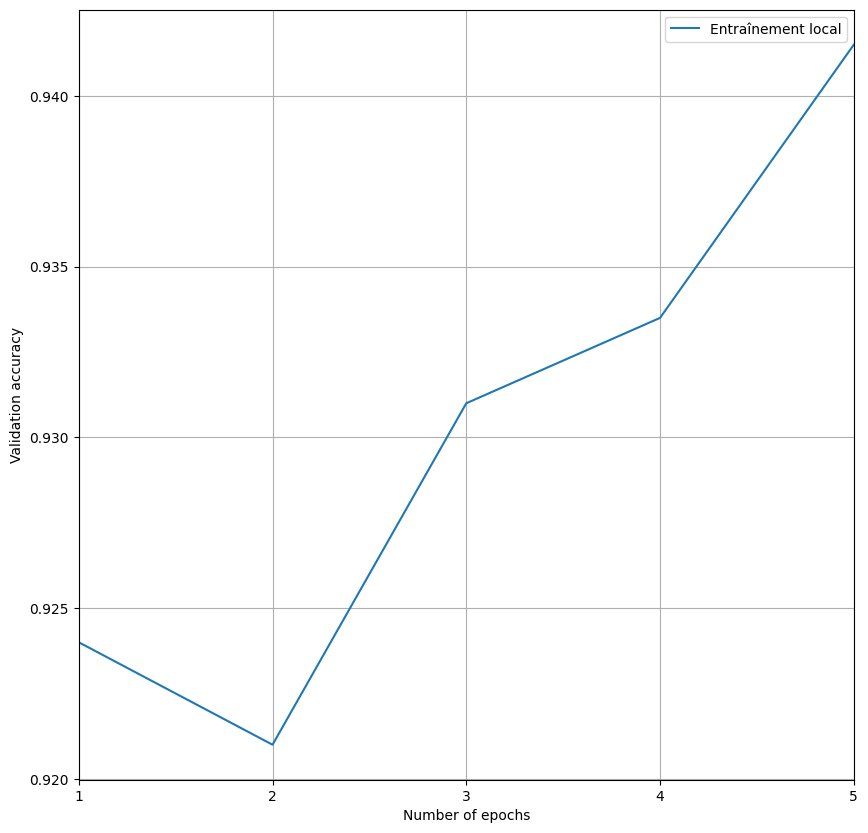 Entraînement local
0.940
0.935
0.930
0.925
0.920
Validation accuracy
1 2 3 4 5
Number of epochs